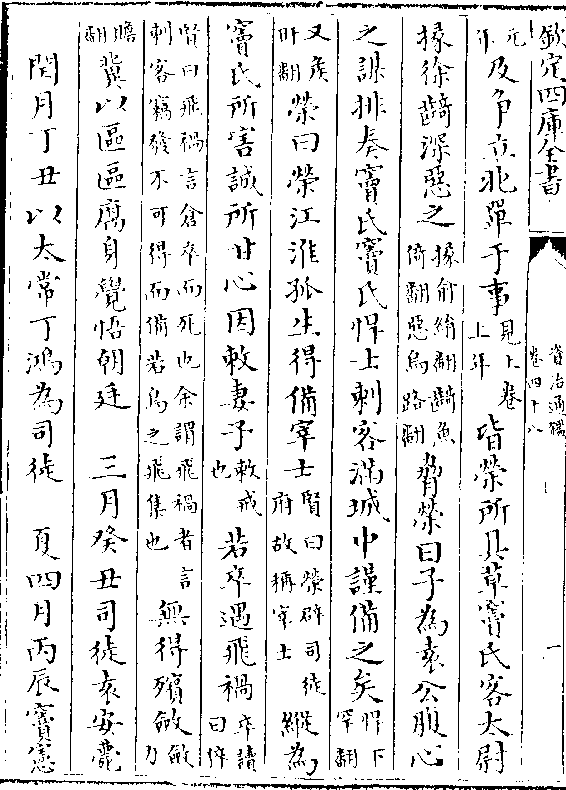 欽定四庫全書
資治通鑑
卷四十八
一
元年及爭立北單于事見上卷上年皆榮所具草竇氏客太尉
掾徐齮深惡之掾俞絹翻齮魚倚翻惡烏路翻脅榮曰子為袁公腹心
之謀排奏竇氏竇氏悍士刺客滿城中謹備之矣悍下罕翻
又矦旰翻榮曰榮江淮孤生得備宰士賢曰榮辟司徒府故稱宰士縱為
竇氏所害誠所甘心因敕妻子敕戒也若卒遇飛禍卒讀曰倅
賢曰飛禍言倉卒而死也余謂飛禍者言刺客竊發不可得而備若鳥之飛集也無得殯斂斂力
贍翻冀以區區腐身覺悟朝廷 三月癸丑司徒袁安薨
閏月丁丑以太常丁鴻為司徒 夏四月丙辰竇憲